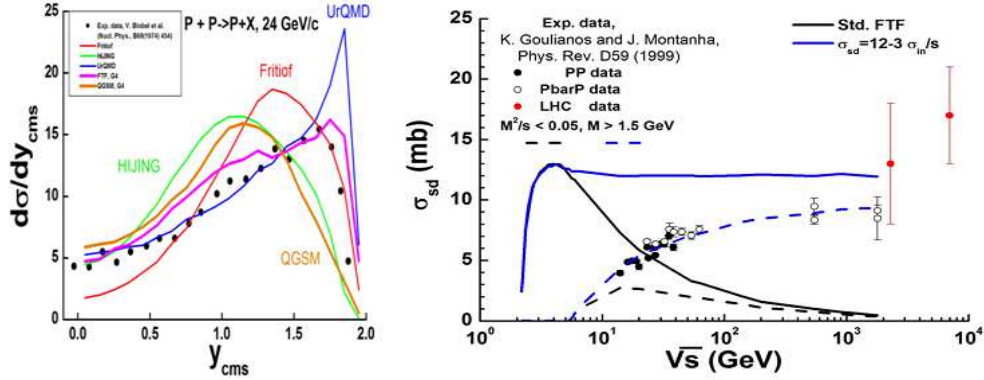 P + P->P+X, 24 GeV/c
UrQMD
Exp. data, V. Blobel et al.
(Nucl. Phys., B69(1974) 454)
Fritiof
HIJING
UrQMD
FTF, G4
QGSM, G4
Fritiof
HIJING
QGSM
dσ/dy cms
25
20
15
10
5
0
0.0 0.5 1.0 1.5 2.0
y cms
Exp. data,
K. Goulianos and J. Montanha,
Phys. Rev. D59 (1999)
PP data
PbarP data
LHC data
M²/s < 0.05, M > 1.5 GeV
Std. FTF
σsd=12-3 σin/s
σsd (mb)
25
20
15
10
5
0
10⁰ 10¹ 10² 10³ 10⁴
√s (GeV)